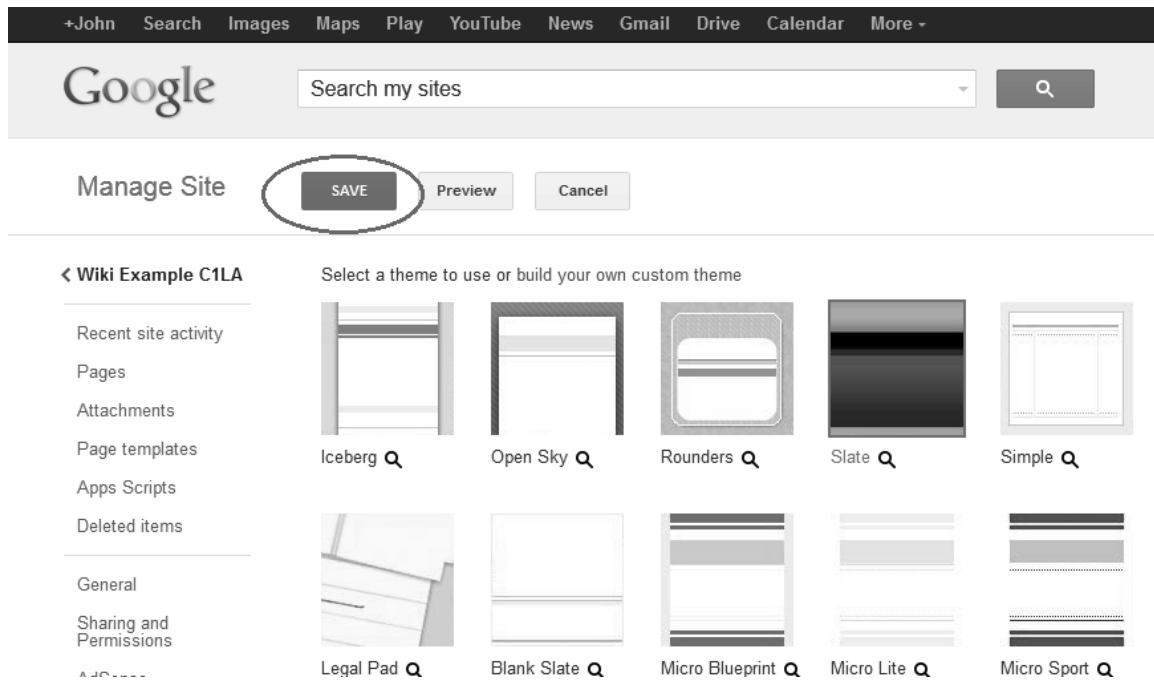 +John Search Images Maps Play YouTube News Gmail Drive Calendar More
Google
Search my sites
Manage Site SAVE Preview Cancel
Wiki Example C1LA
Select a theme to use or build your own custom theme
Recent site activity
Pages
Attachments
Page templates
Apps Scripts
Deleted items
General
Sharing and
Permissions
AdSense
Iceberg Open Sky Rounders Slate Simple
Legal Pad Blank Slate Micro Blueprint Micro Lite Micro Sport